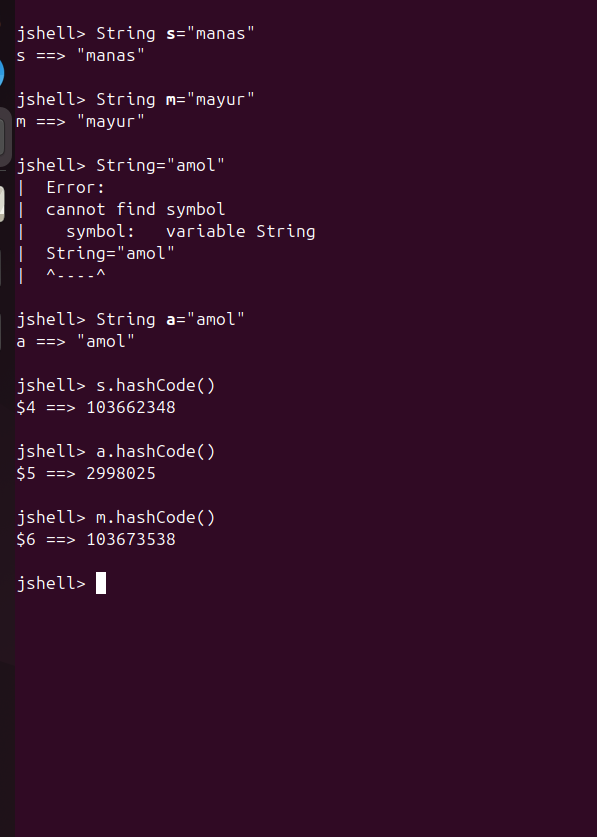 jshell> String s="manas"
s ==> "manas"
jshell> String m="mayur"
m ==> "mayur"
jshell> String="amol"
|  Error:
|  cannot find symbol
|    symbol:   variable String
|  String="amol"
|  ^----^
jshell> String a="amol"
a ==> "amol"
jshell> s.hashCode()
$4 ==> 103662348
jshell> a.hashCode()
$5 ==> 2998025
jshell> m.hashCode()
$6 ==> 103673538
jshell>